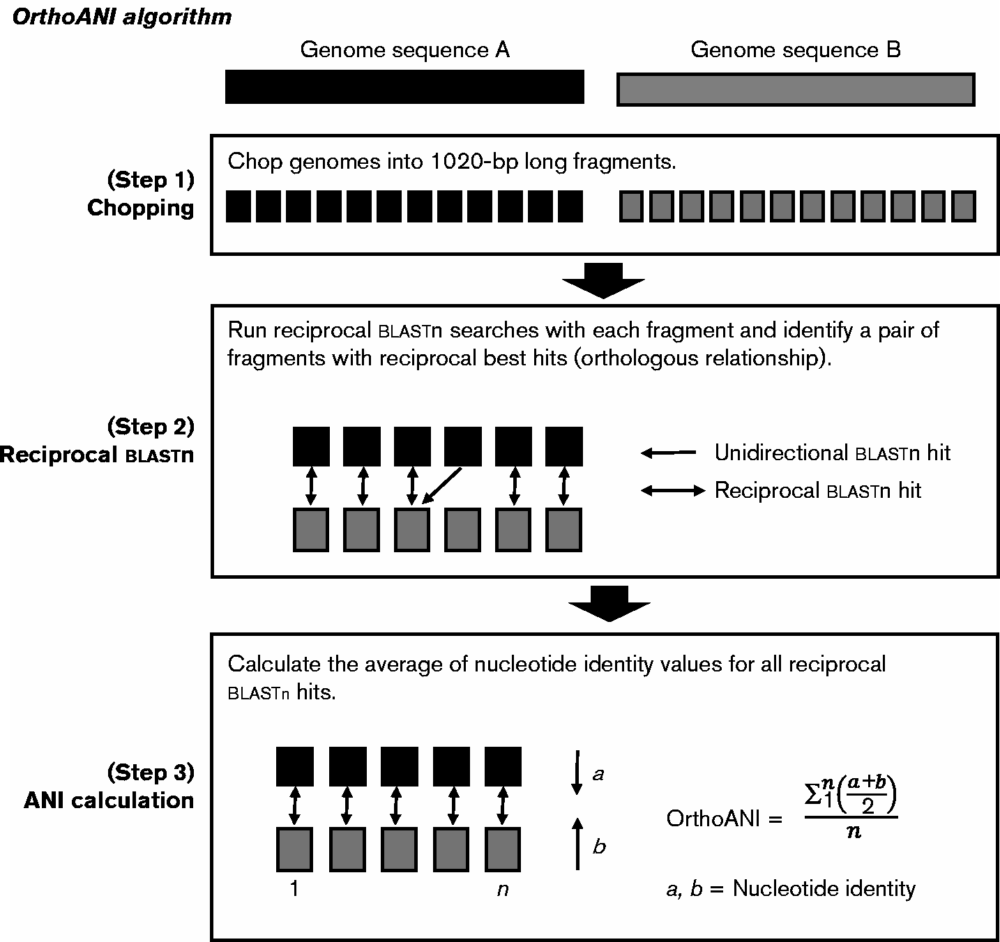 OrthoANI algorithm
Genome sequence A
Genome sequence B
(Step 1)
Chopping
Chop genomes into 1020-bp long fragments.
(Step 2)
Reciprocal BLASTn
Run reciprocal BLASTn searches with each fragment and identify a pair of
fragments with reciprocal best hits (orthologous relationship).
Unidirectional BLASTn hit
Reciprocal BLASTn hit
(Step 3)
ANI calculation
Calculate the average of nucleotide identity values for all reciprocal
BLASTn hits.
a
b
1
n
OrthoANI = ∑₁ⁿ((a+b)/2)/n
a, b = Nucleotide identity